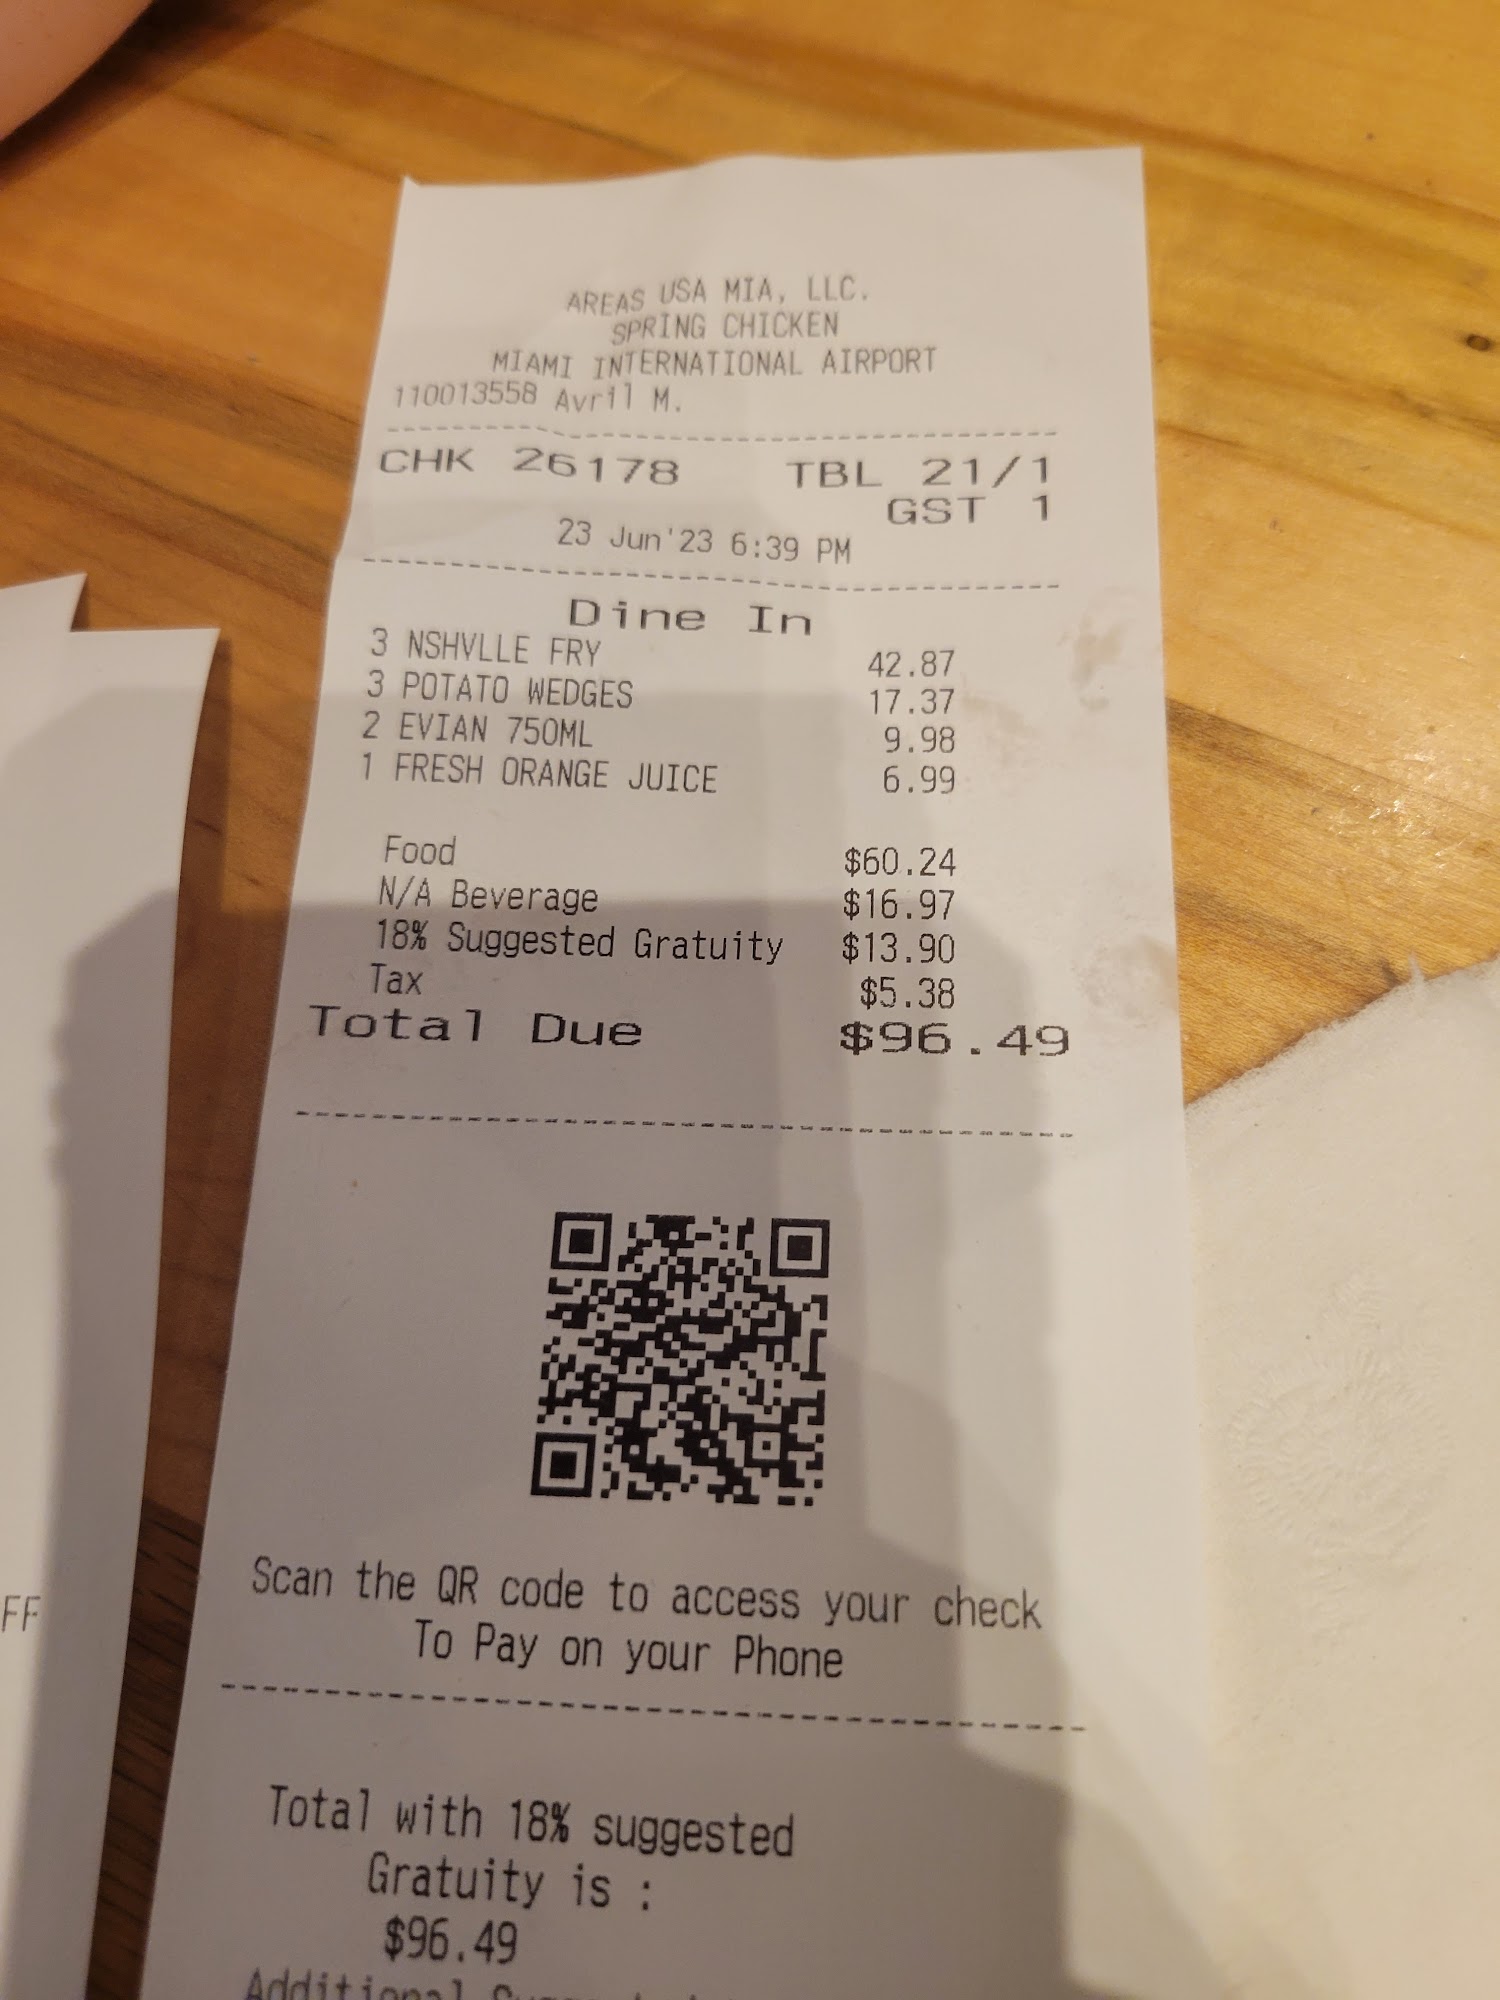 AREAS USA MIA, LLC.
SPRING CHICKEN
MIAMI INTERNATIONAL AIRPORT
110013558 Avril M.
CHK 26178 TBL 21/1
GST 1
23 Jun'23 6:39 PM
Dine In
3 NSHVLLE FRY 42.87
3 POTATO WEDGES 17.37
2 EVIAN 750ML 9.98
1 FRESH ORANGE JUICE 6.99
Food $60.24
N/A Beverage $16.97
18% Suggested Gratuity $13.90
Tax $5.38
Total Due $96.49
Scan the QR code to access your check
To Pay on your Phone
Total with 18% suggested
Gratuity is :
$96.49
Additional
FF